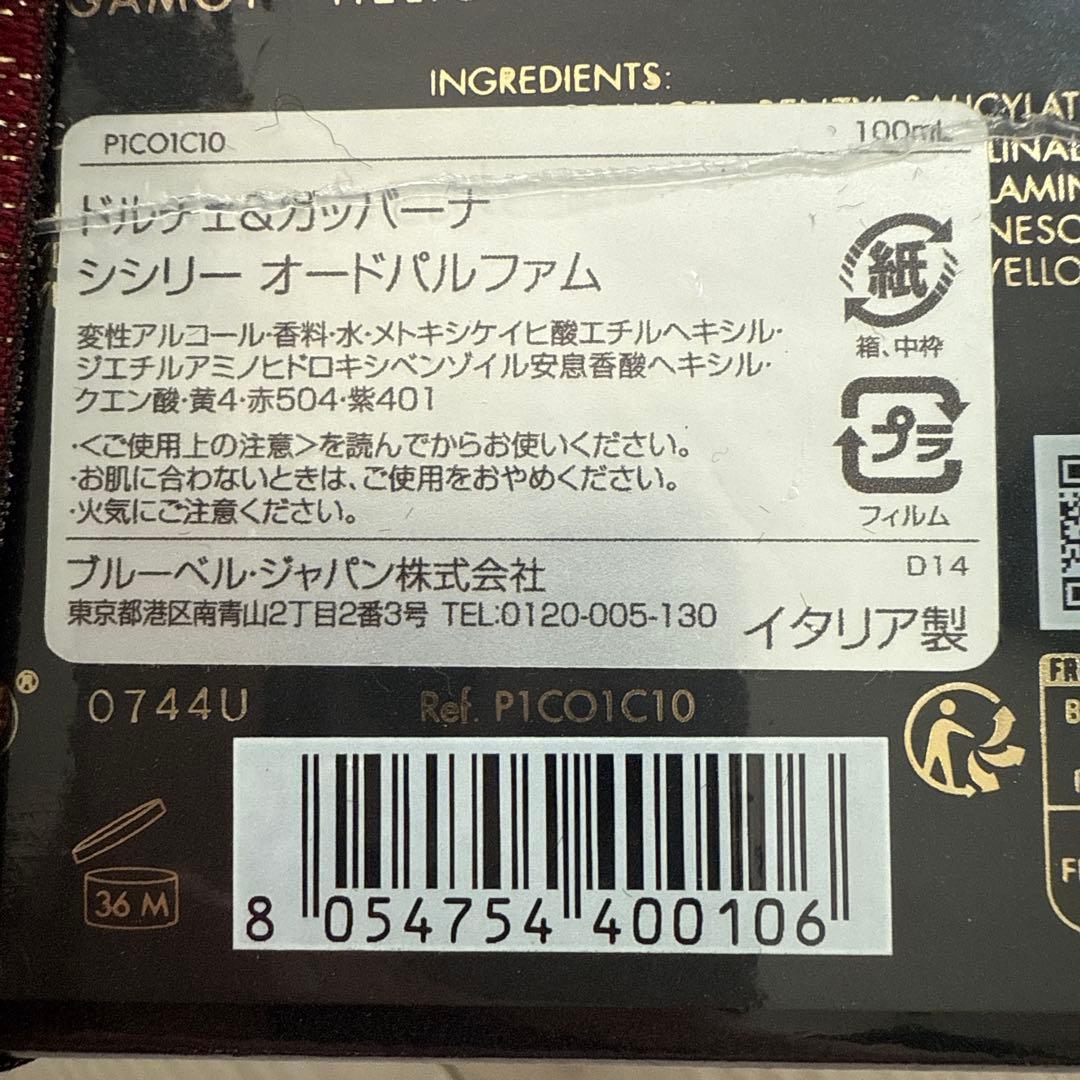 INGREDIENTS:
P1CO1C10
100mL
ドルチェ&ガッバーナ
シシリー オードパルファム
変性アルコール・香料・水・メトキシケイヒ酸エチルヘキシル・
ジエチルアミノヒドロキシベンゾイル安息香酸ヘキシル・
クエン酸・黄4・赤504・紫401
・<ご使用上の注意>を読んでからお使いください。
・お肌に合わないときは、ご使用をおやめください。
・火気にご注意ください。
紙
箱、中枠
プラ
フィルム
ブルーベル・ジャパン株式会社
D14
東京都港区南青山2丁目2番3号 TEL:0120-005-130
イタリア製
0744U
Ref. P1CO1C10
36 M
8 054754 400106